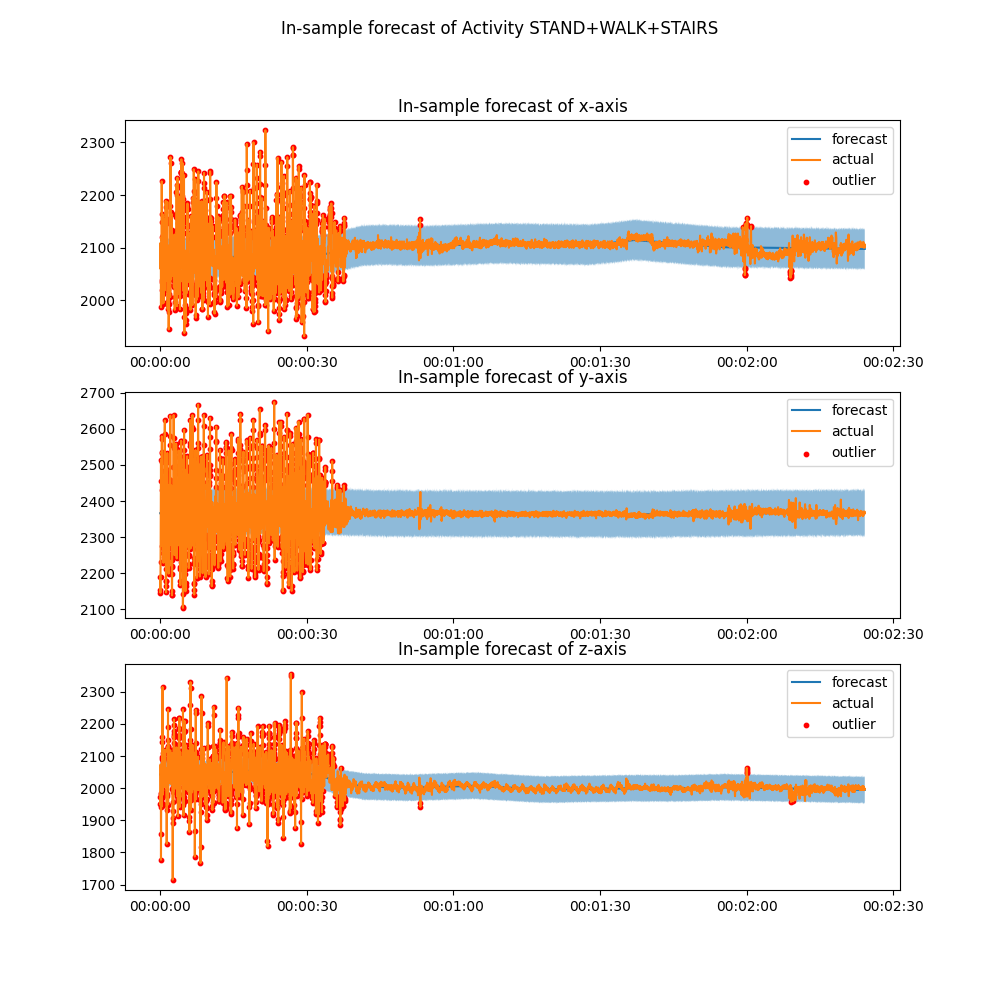 In-sample forecast of Activity STAND+WALK+STAIRS
In-sample forecast of x-axis
2300
2200
2100
2000
forecast
actual
outlier
00:00:00 00:00:30 00:01:00 00:01:30 00:02:00 00:02:30
In-sample forecast of y-axis
2700
2600
2500
2400
2300
2200
2100
forecast
actual
outlier
00:00:00 00:00:30 00:01:00 00:01:30 00:02:00 00:02:30
In-sample forecast of z-axis
2300
2200
2100
2000
1900
1800
1700
forecast
actual
outlier
00:00:00 00:00:30 00:01:00 00:01:30 00:02:00 00:02:30